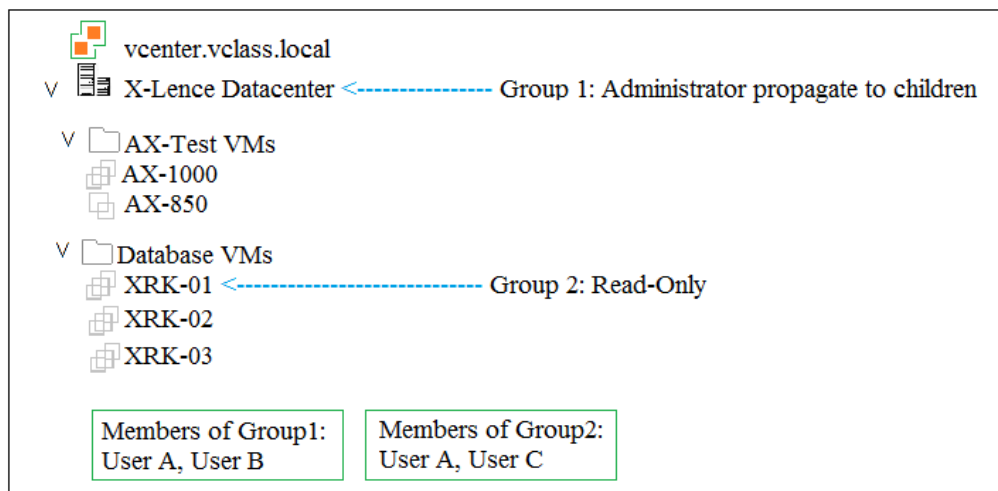 vcenter.vclass.local
X-Lence Datacenter <--------------- Group 1: Administrator propagate to children
AX-Test VMs
AX-1000
AX-850
Database VMs
XRK-01 <--------------------------- Group 2: Read-Only
XRK-02
XRK-03
Members of Group1:
User A, User B
Members of Group2:
User A, User C